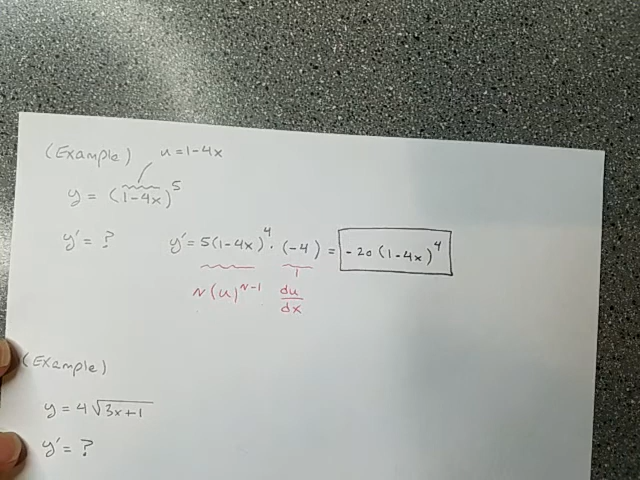 (Example) u = 1-4x
y = (1-4x)^5
y' = ? y' = 5(1-4x)^4 · (-4) = -20(1-4x)^4
n(u)^n-1 du/dx
(Example)
y = 4√3x+1
y' = ?